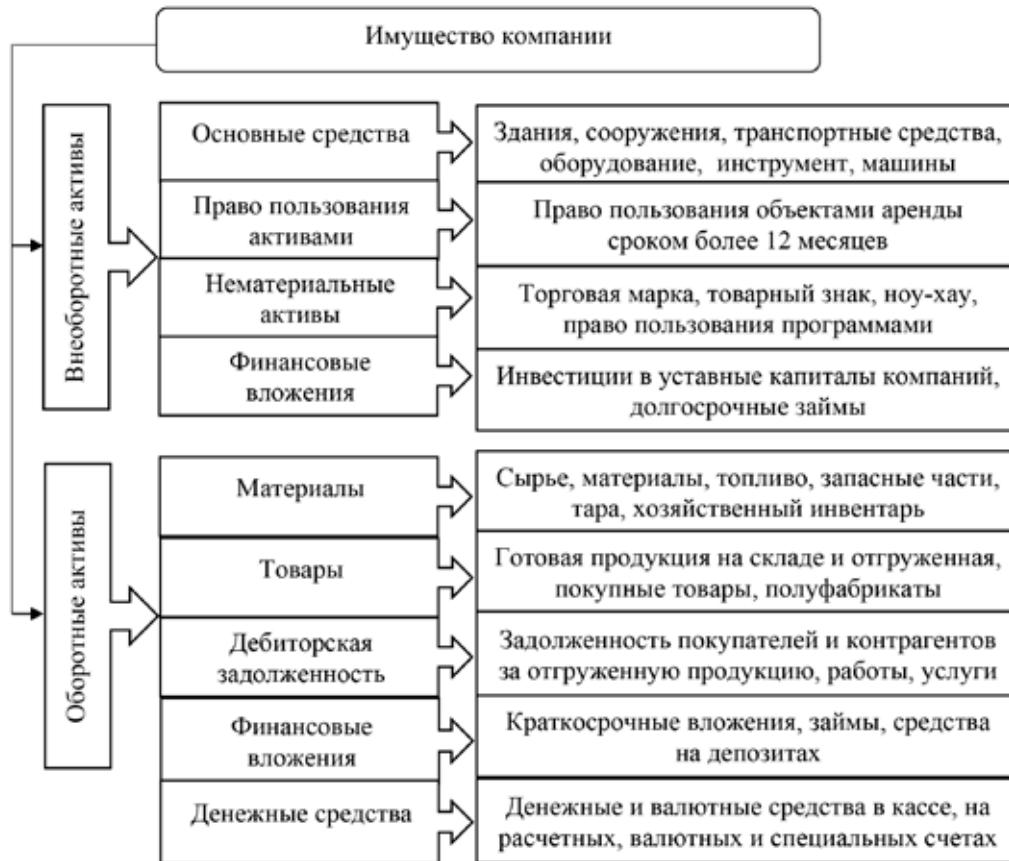 Имущество компании
Внеоборотные активы
Основные средства
Здания, сооружения, транспортные средства,
оборудование, инструмент, машины
Право пользования
активами
Право пользования объектами аренды
сроком более 12 месяцев
Нематериальные
активы
Торговая марка, товарный знак, ноу-хау,
право пользования программами
Финансовые
вложения
Инвестиции в уставные капиталы компаний,
долгосрочные займы
Оборотные активы
Материалы
Сырье, материалы, топливо, запасные части,
тара, хозяйственный инвентарь
Товары
Готовая продукция на складе и отгруженная,
покупные товары, полуфабрикаты
Дебиторская
задолженность
Задолженность покупателей и контрагентов
за отгруженную продукцию, работы, услуги
Финансовые
вложения
Краткосрочные вложения, займы, средства
на депозитах
Денежные средства
Денежные и валютные средства в кассе, на
расчетных, валютных и специальных счетах